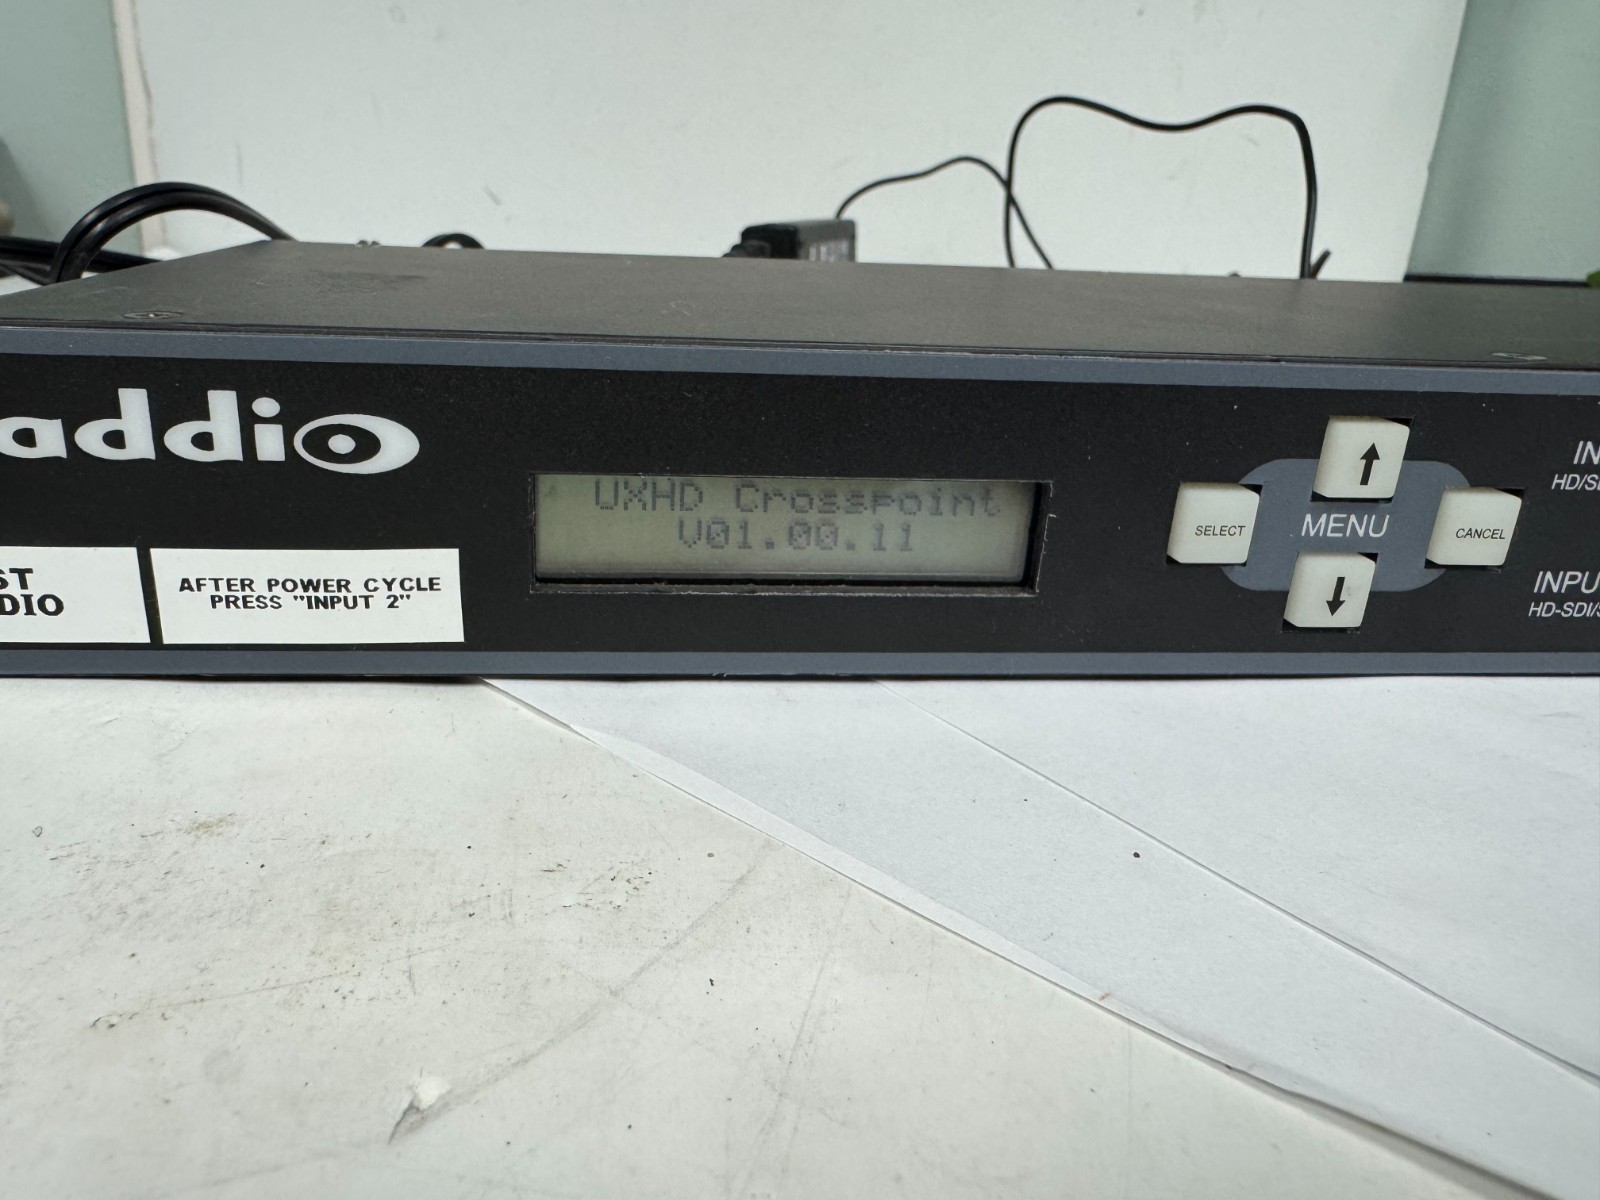 addio
WXHD Crosspoint
V01.00.11
ST
DIO
AFTER POWER CYCLE
PRESS "INPUT 2"
SELECT
MENU
CANCEL
IN
HD/S
INPU
HD-SDI/